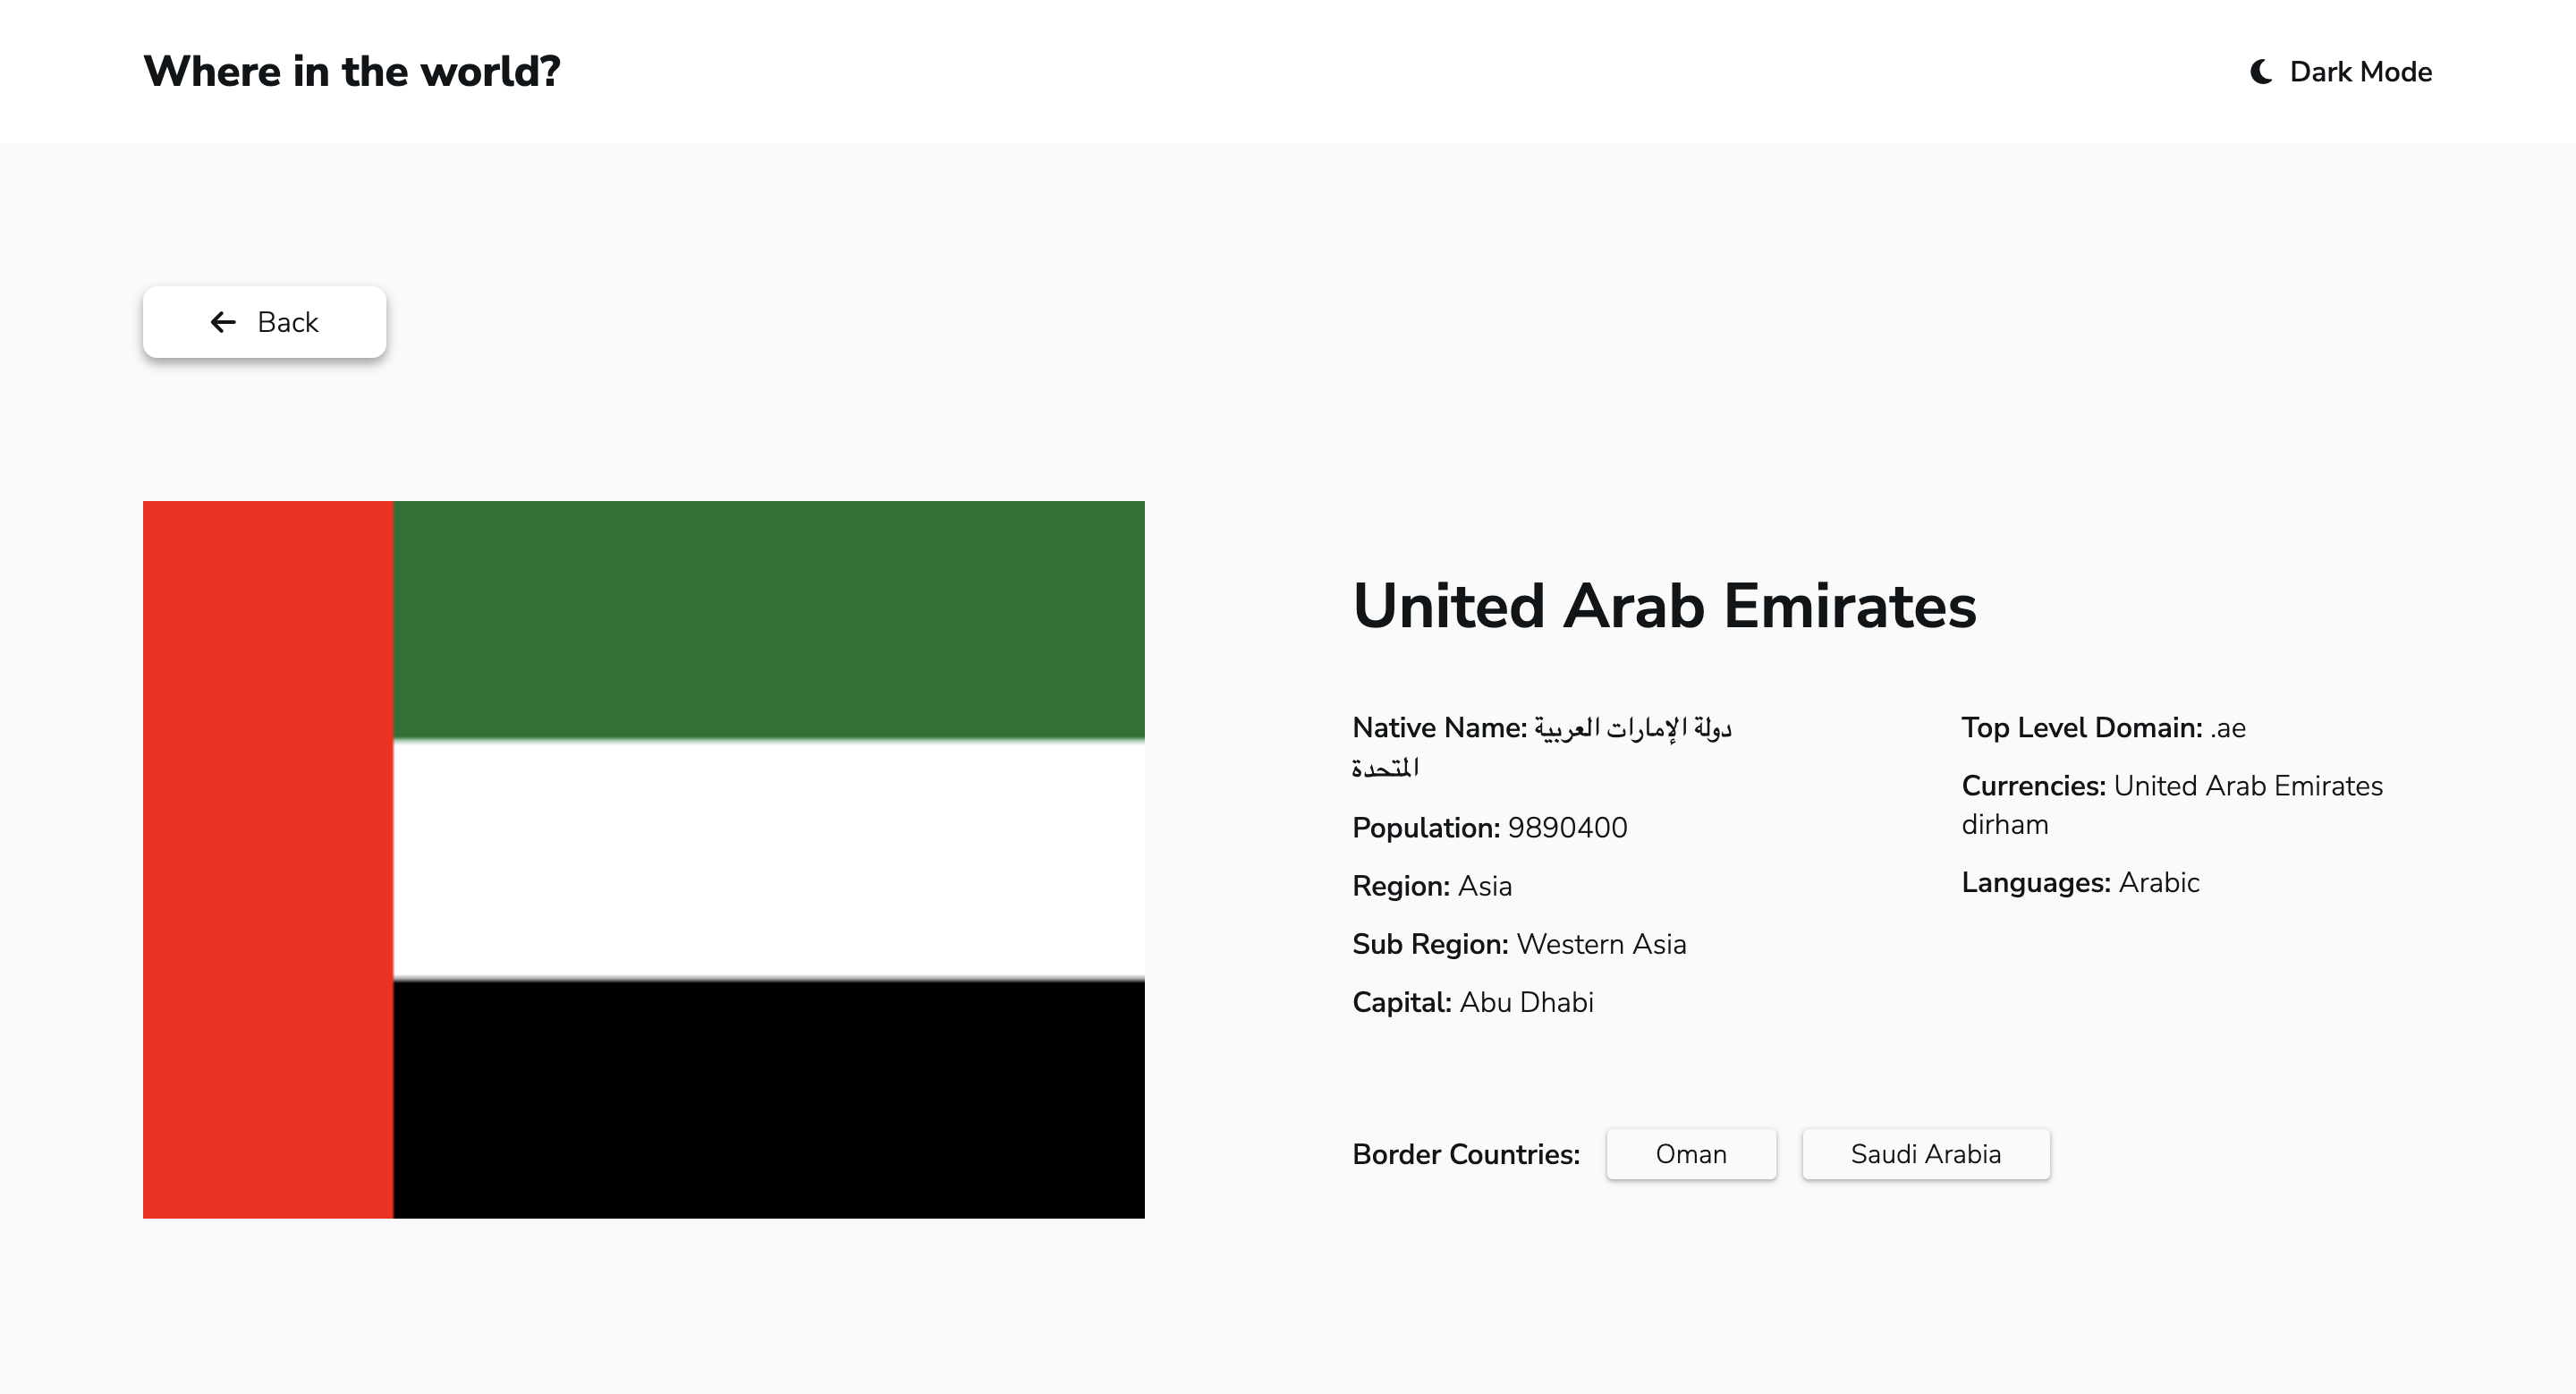 Where in the world?
Dark Mode
Back
United Arab Emirates
Native Name: دولة الإمارات العربية
المتحدة
Population: 9890400
Region: Asia
Sub Region: Western Asia
Capital: Abu Dhabi
Top Level Domain: .ae
Currencies: United Arab Emirates
dirham
Languages: Arabic
Border Countries: Oman Saudi Arabia